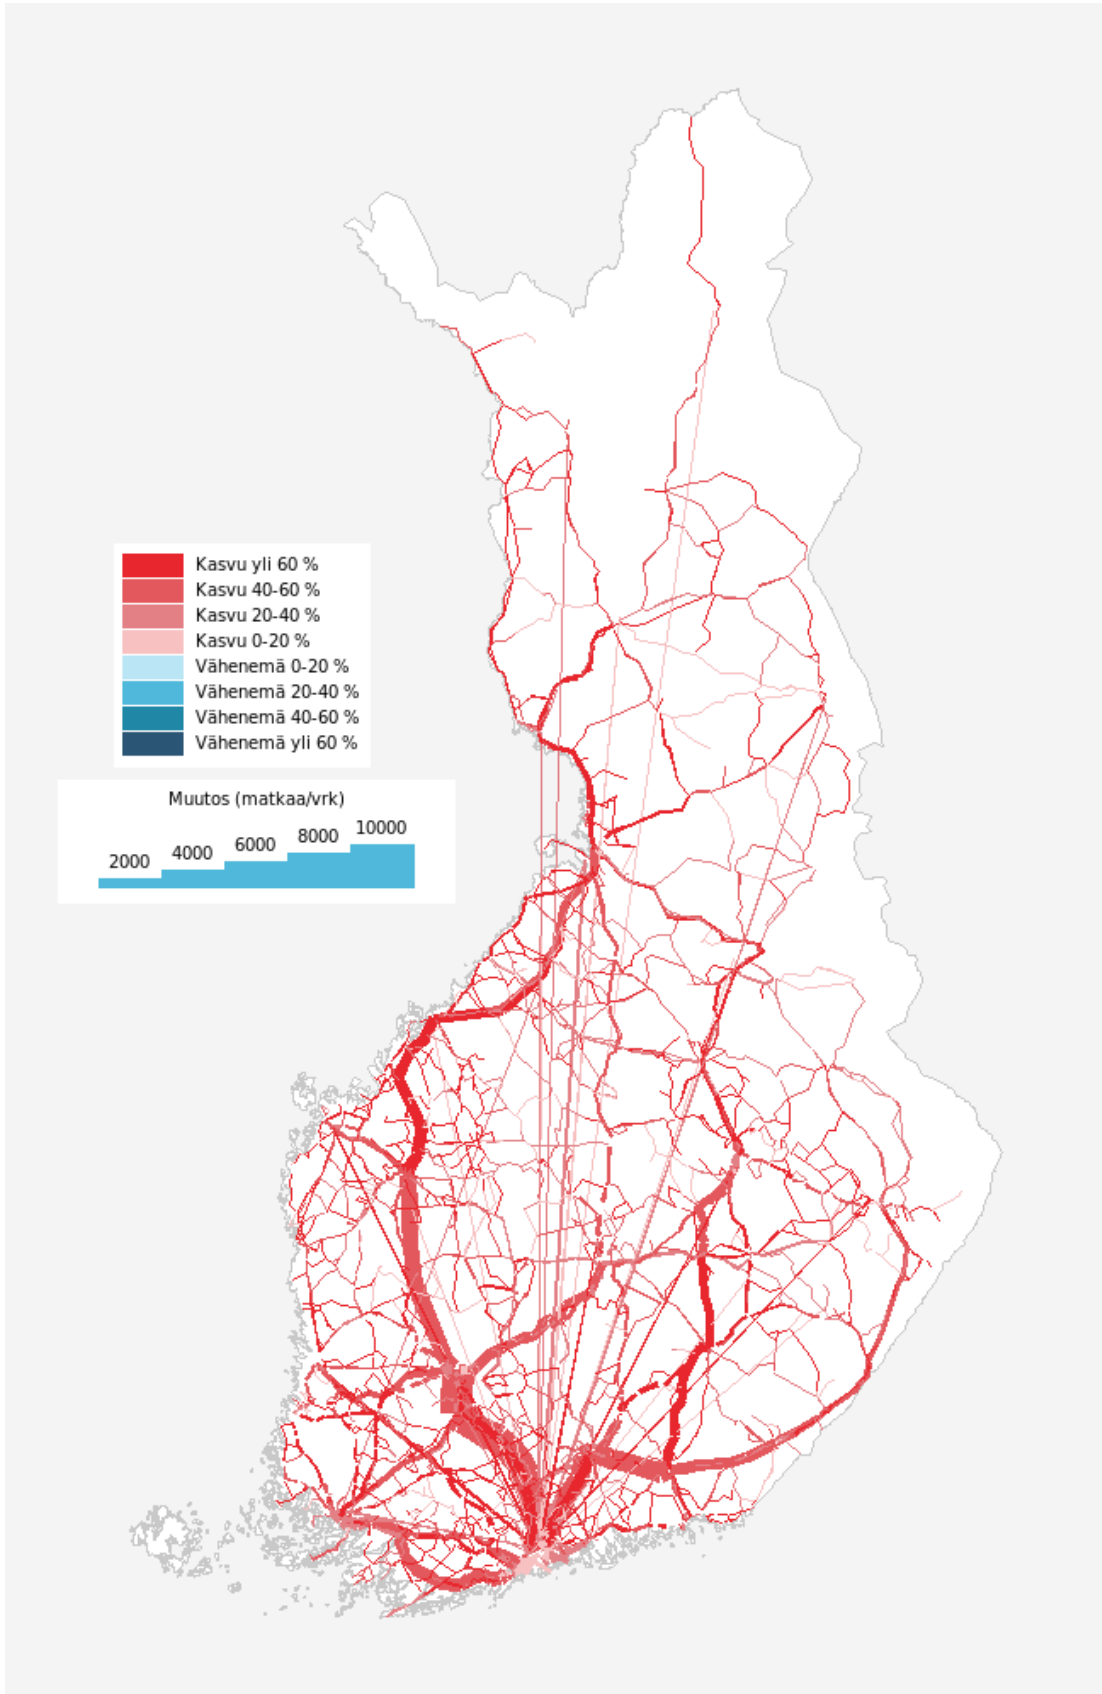 Kasvu yli 60 %
Kasvu 40-60 %
Kasvu 20-40 %
Kasvu 0-20 %
Vähenemä 0-20 %
Vähenemä 20-40 %
Vähenemä 40-60 %
Vähenemä yli 60 %
Muutos (matkaa/vrk)
2000 4000 6000 8000 10000